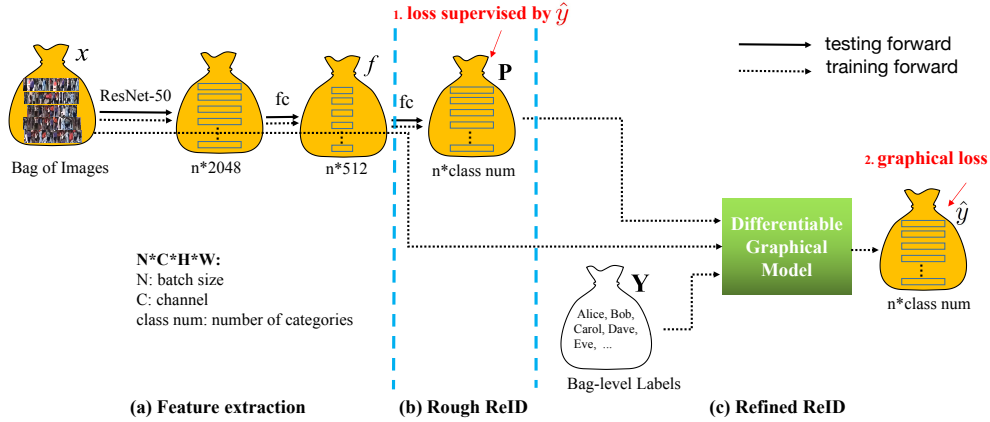 1. loss supervised by ŷ
x
ResNet-50
fc
f
fc
P
testing forward
training forward
Bag of Images
n*2048
n*512
n*class num
2. graphical loss
ŷ
Differentiable
Graphical
Model
n*class num
N*C*H*W:
N: batch size
C: channel
class num: number of categories
Y
Alice, Bob,
Carol, Dave,
Eve, ...
Bag-level Labels
(a) Feature extraction
(b) Rough ReID
(c) Refined ReID